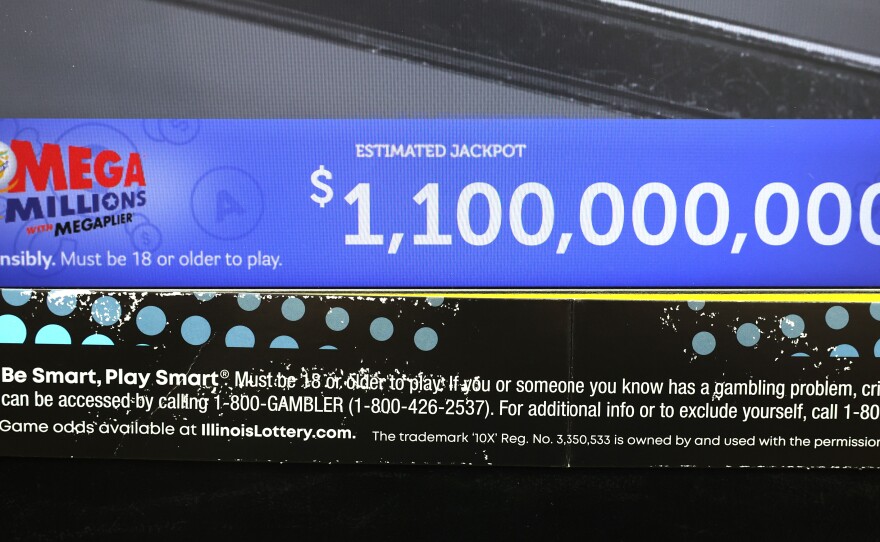 MEGA
MILLIONS
WITH MEGAPLIER
ESTIMATED JACKPOT
$1,100,000,000
nsibly. Must be 18 or older to play.
Be Smart, Play Smart® Must be 18 or older to play. If you or someone you know has a gambling problem, cri
can be accessed by calling 1-800-GAMBLER (1-800-426-2537). For additional info or to exclude yourself, call 1-80
Game odds available at IllinoisLottery.com. The trademark '10X' Reg. No. 3,350,533 is owned by and used with the permission